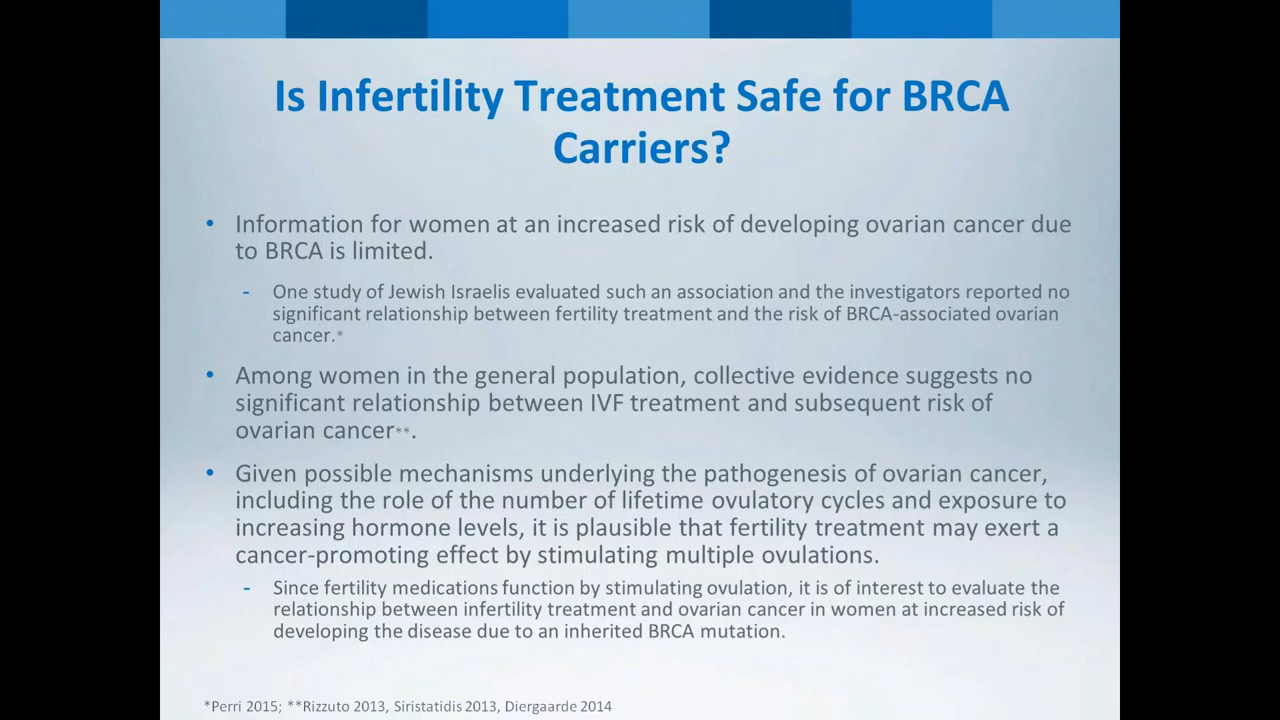 Is Infertility Treatment Safe for BRCA
Carriers?
• Information for women at an increased risk of developing ovarian cancer due
to BRCA is limited.
- One study of Jewish Israelis evaluated such an association and the investigators reported no
significant relationship between fertility treatment and the risk of BRCA-associated ovarian
cancer.*
• Among women in the general population, collective evidence suggests no
significant relationship between IVF treatment and subsequent risk of
ovarian cancer**.
• Given possible mechanisms underlying the pathogenesis of ovarian cancer,
including the role of the number of lifetime ovulatory cycles and exposure to
increasing hormone levels, it is plausible that fertility treatment may exert a
cancer-promoting effect by stimulating multiple ovulations.
- Since fertility medications function by stimulating ovulation, it is of interest to evaluate the
relationship between infertility treatment and ovarian cancer in women at increased risk of
developing the disease due to an inherited BRCA mutation.
*Perri 2015; **Rizzuto 2013, Siristatidis 2013, Diergaarde 2014